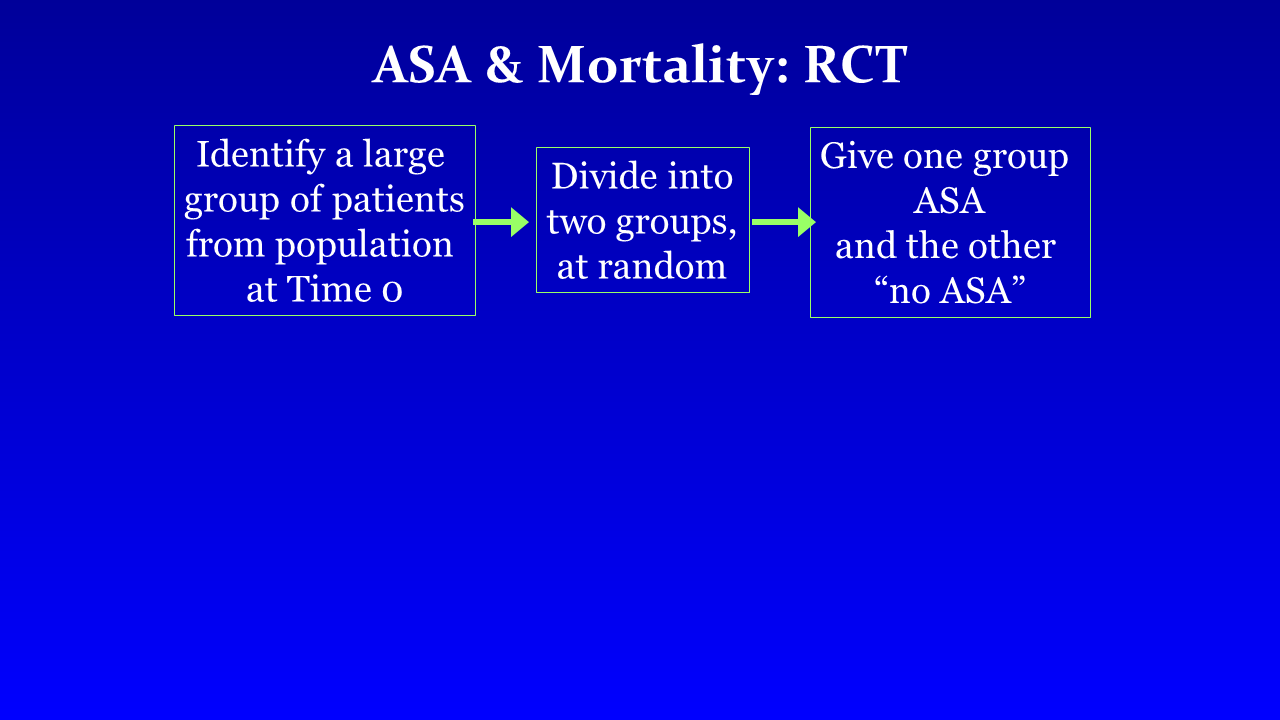 ASA & Mortality: RCT
Identify a large
group of patients
from population
at Time 0
Divide into
two groups,
at random
Give one group
ASA
and the other
“no ASA”